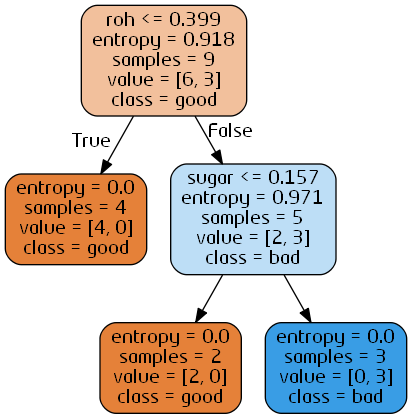 roh <= 0.399
entropy = 0.918
samples = 9
value = [6, 3]
class = good
True
False
entropy = 0.0
samples = 4
value = [4, 0]
class = good
sugar <= 0.157
entropy = 0.971
samples = 5
value = [2, 3]
class = bad
entropy = 0.0
samples = 2
value = [2, 0]
class = good
entropy = 0.0
samples = 3
value = [0, 3]
class = bad